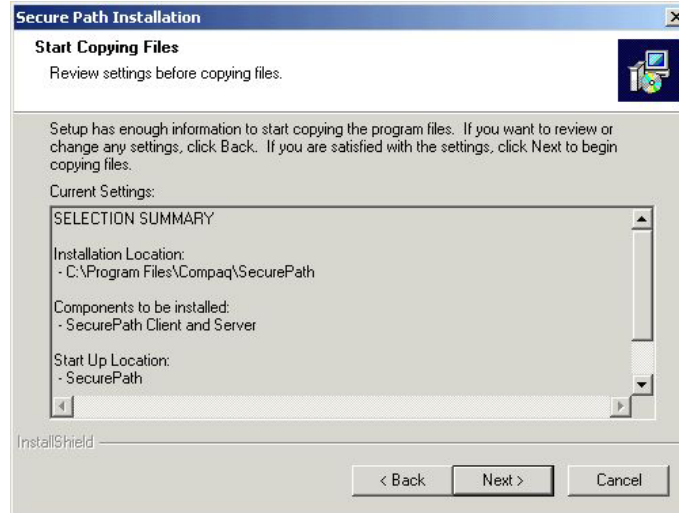 Secure Path Installation
Start Copying Files
Review settings before copying files.
Setup has enough information to start copying the program files. If you want to review or
change any settings, click Back. If you are satisfied with the settings, click Next to begin
copying files.
Current Settings:
SELECTION SUMMARY
Installation Location:
- C:\Program Files\Compaq\SecurePath
Components to be installed:
- SecurePath Client and Server
Start Up Location:
- SecurePath
InstallShield
< Back Next > Cancel